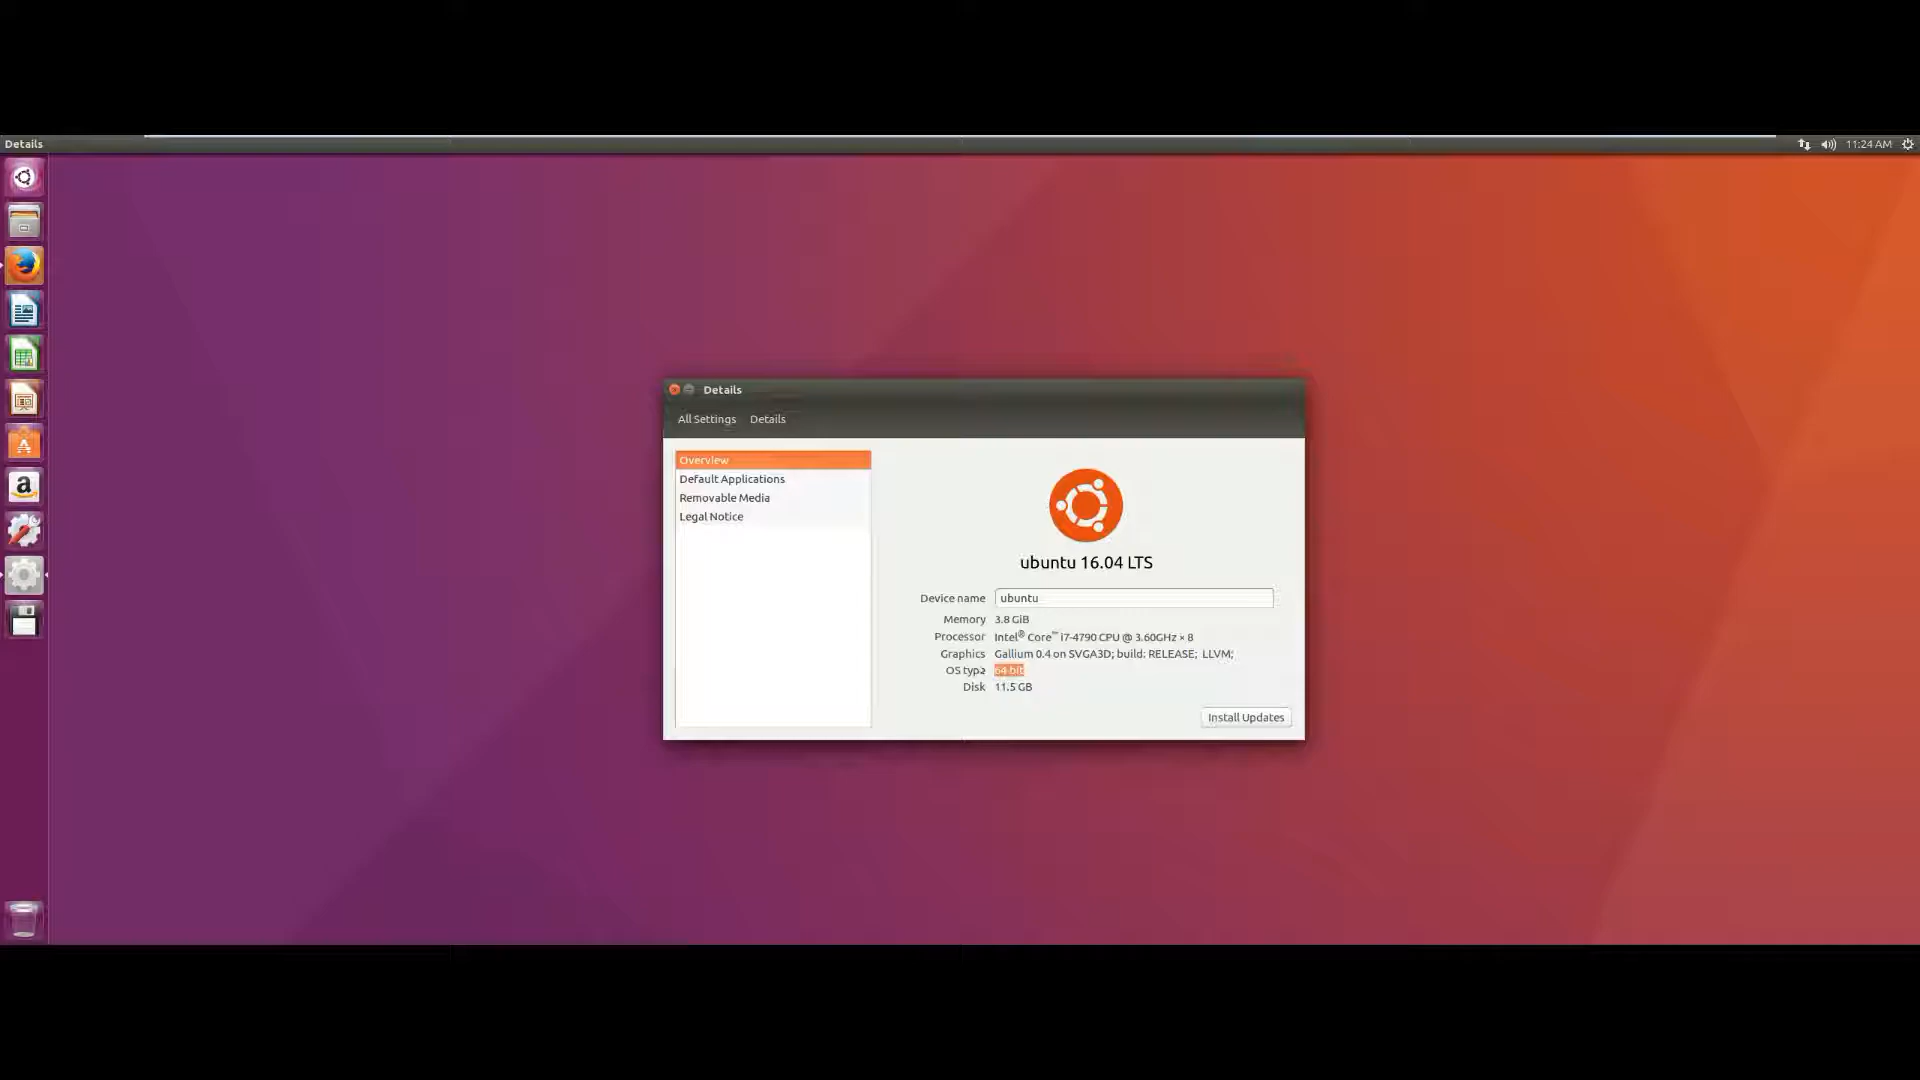 Details
11:24 AM
Details
All Settings Details
Overview
Default Applications
Removable Media
Legal Notice
ubuntu 16.04 LTS
Device name ubuntu
Memory 3.8 GiB
Processor Intel® Core™ i7-4790 CPU @ 3.60GHz × 8
Graphics Gallium 0.4 on SVGA3D; build: RELEASE; LLVM;
OS type 64-bit
Disk 11.5 GB
Install Updates